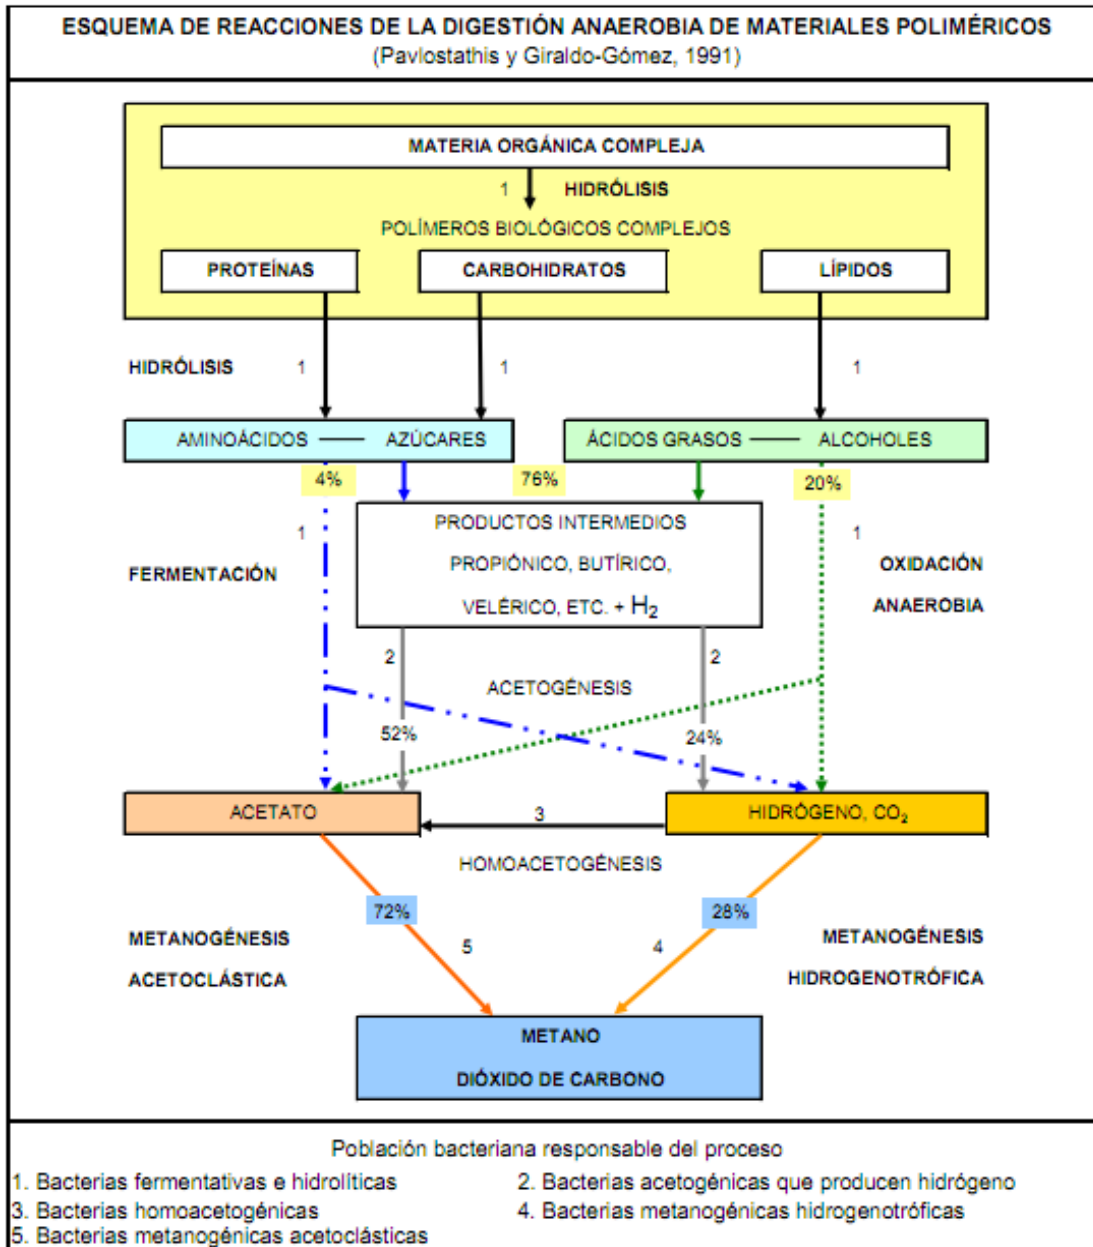 ESQUEMA DE REACCIONES DE LA DIGESTIÓN ANAEROBIA DE MATERIALES POLIMÉRICOS
(Pavlostathis y Giraldo-Gómez, 1991)
MATERIA ORGÁNICA COMPLEJA
1 HIDRÓLISIS
POLÍMEROS BIOLÓGICOS COMPLEJOS
PROTEÍNAS CARBOHIDRATOS LÍPIDOS
HIDRÓLISIS 1 1 1
AMINOÁCIDOS AZÚCARES ÁCIDOS GRASOS ALCOHOLES
4% 76% 20%
PRODUCTOS INTERMEDIOS
1 1
FERMENTACIÓN PROPIÓNICO, BUTÍRICO, OXIDACIÓN
VELÉRICO, ETC. + H₂ ANAEROBIA
2 2
ACETOGÉNESIS
52% 24%
ACETATO 3 HIDRÓGENO, CO₂
HOMOACETOGÉNESIS
72% 28%
METANOGÉNESIS 5 4 METANOGÉNESIS
ACETOCLÁSTICA HIDROGENOTRÓFICA
METANO
DIÓXIDO DE CARBONO
Población bacteriana responsable del proceso
1. Bacterias fermentativas e hidrolíticas 2. Bacterias acetogénicas que producen hidrógeno
3. Bacterias homoacetogénicas 4. Bacterias metanogénicas hidrogenotróficas
5. Bacterias metanogénicas acetoclásticas